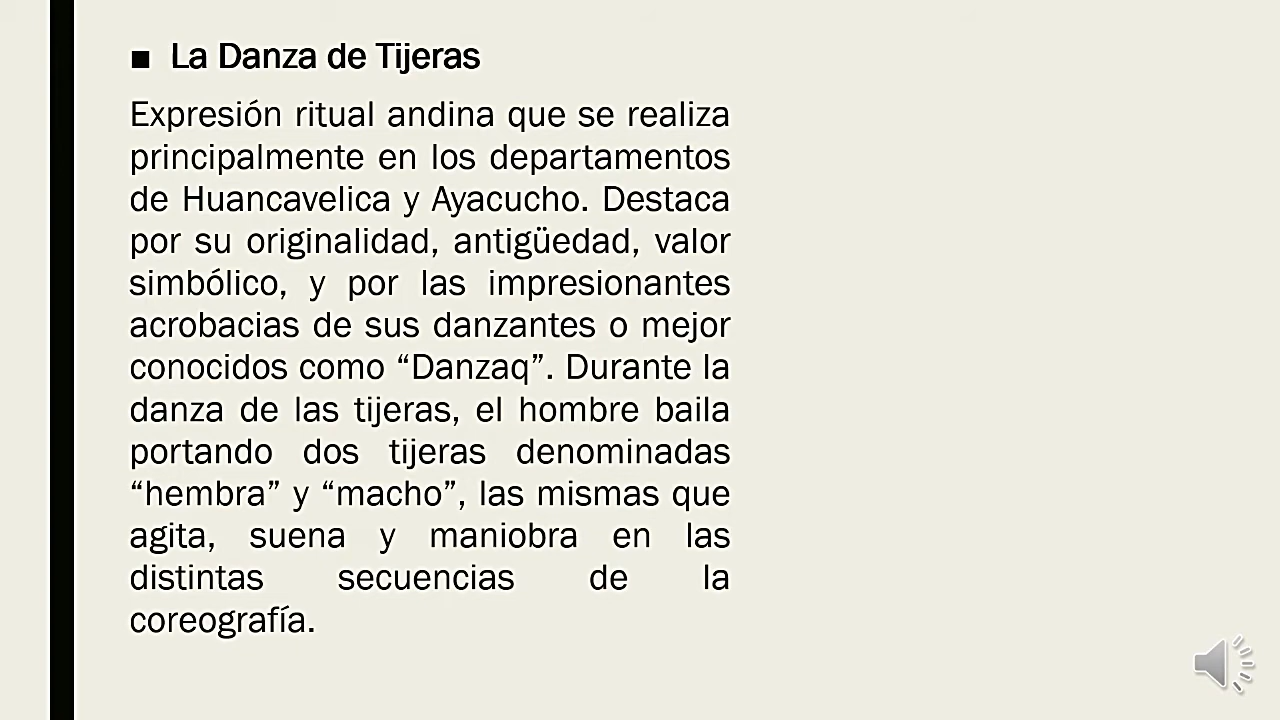 ■ La Danza de Tijeras
Expresión ritual andina que se realiza
principalmente en los departamentos
de Huancavelica y Ayacucho. Destaca
por su originalidad, antigüedad, valor
simbólico, y por las impresionantes
acrobacias de sus danzantes o mejor
conocidos como “Danzaq”. Durante la
danza de las tijeras, el hombre baila
portando dos tijeras denominadas
“hembra” y “macho”, las mismas que
agita, suena y maniobra en las
distintas secuencias de la
coreografía.